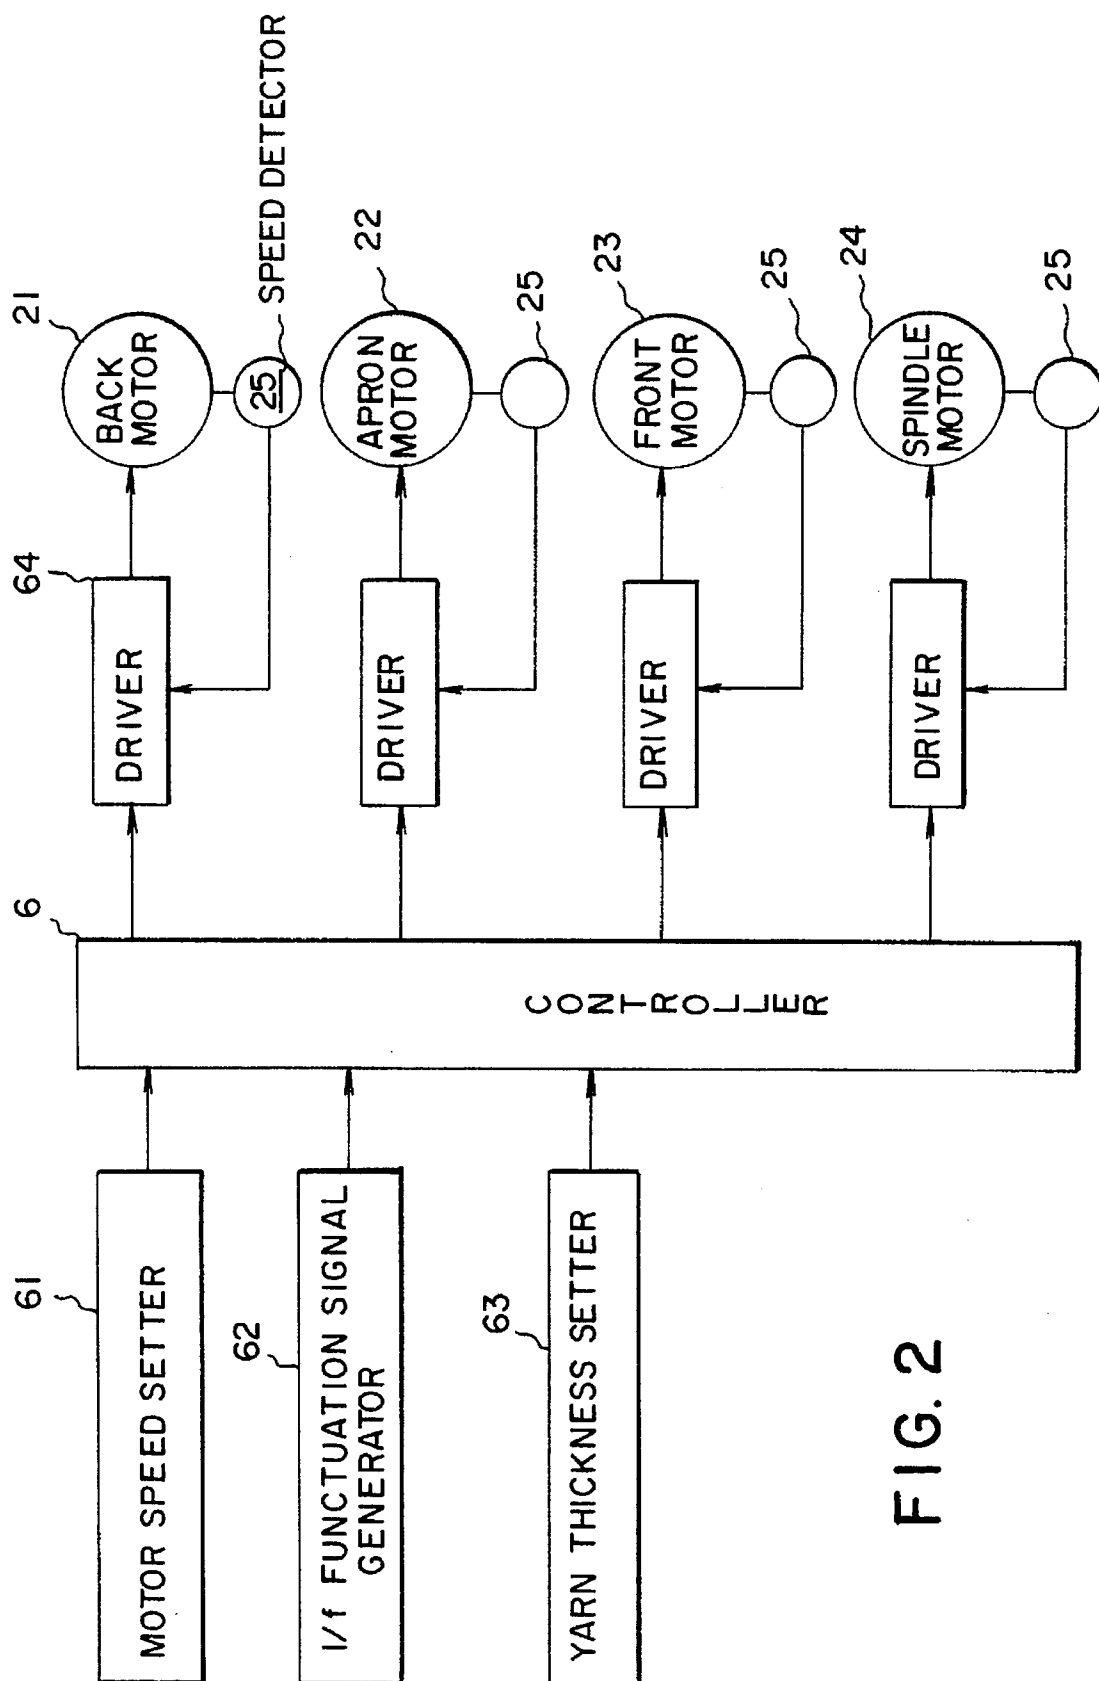 61
MOTOR SPEED SETTER
62
1/f FUNCTUATION SIGNAL
GENERATOR
63
YARN THICKNESS SETTER
6
CONTROLLER
64
DRIVER
DRIVER
DRIVER
DRIVER
21
BACK
MOTOR
25
SPEED DETECTOR
22
APRON
MOTOR
25
23
FRONT
MOTOR
25
24
SPINDLE
MOTOR
25
FIG. 2